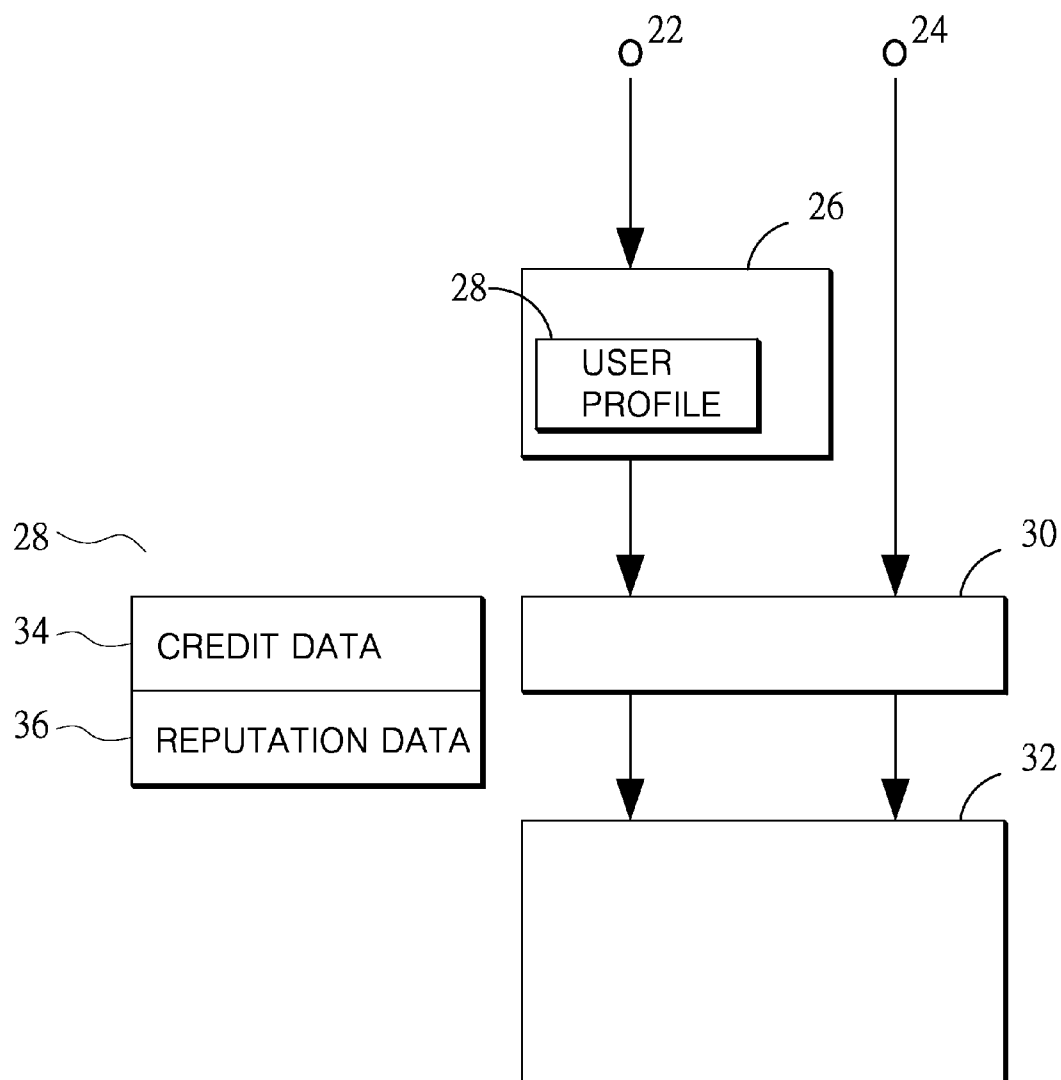 O 22
O 24
26
28
USER
PROFILE
28
30
34
CREDIT DATA
36
REPUTATION DATA
32